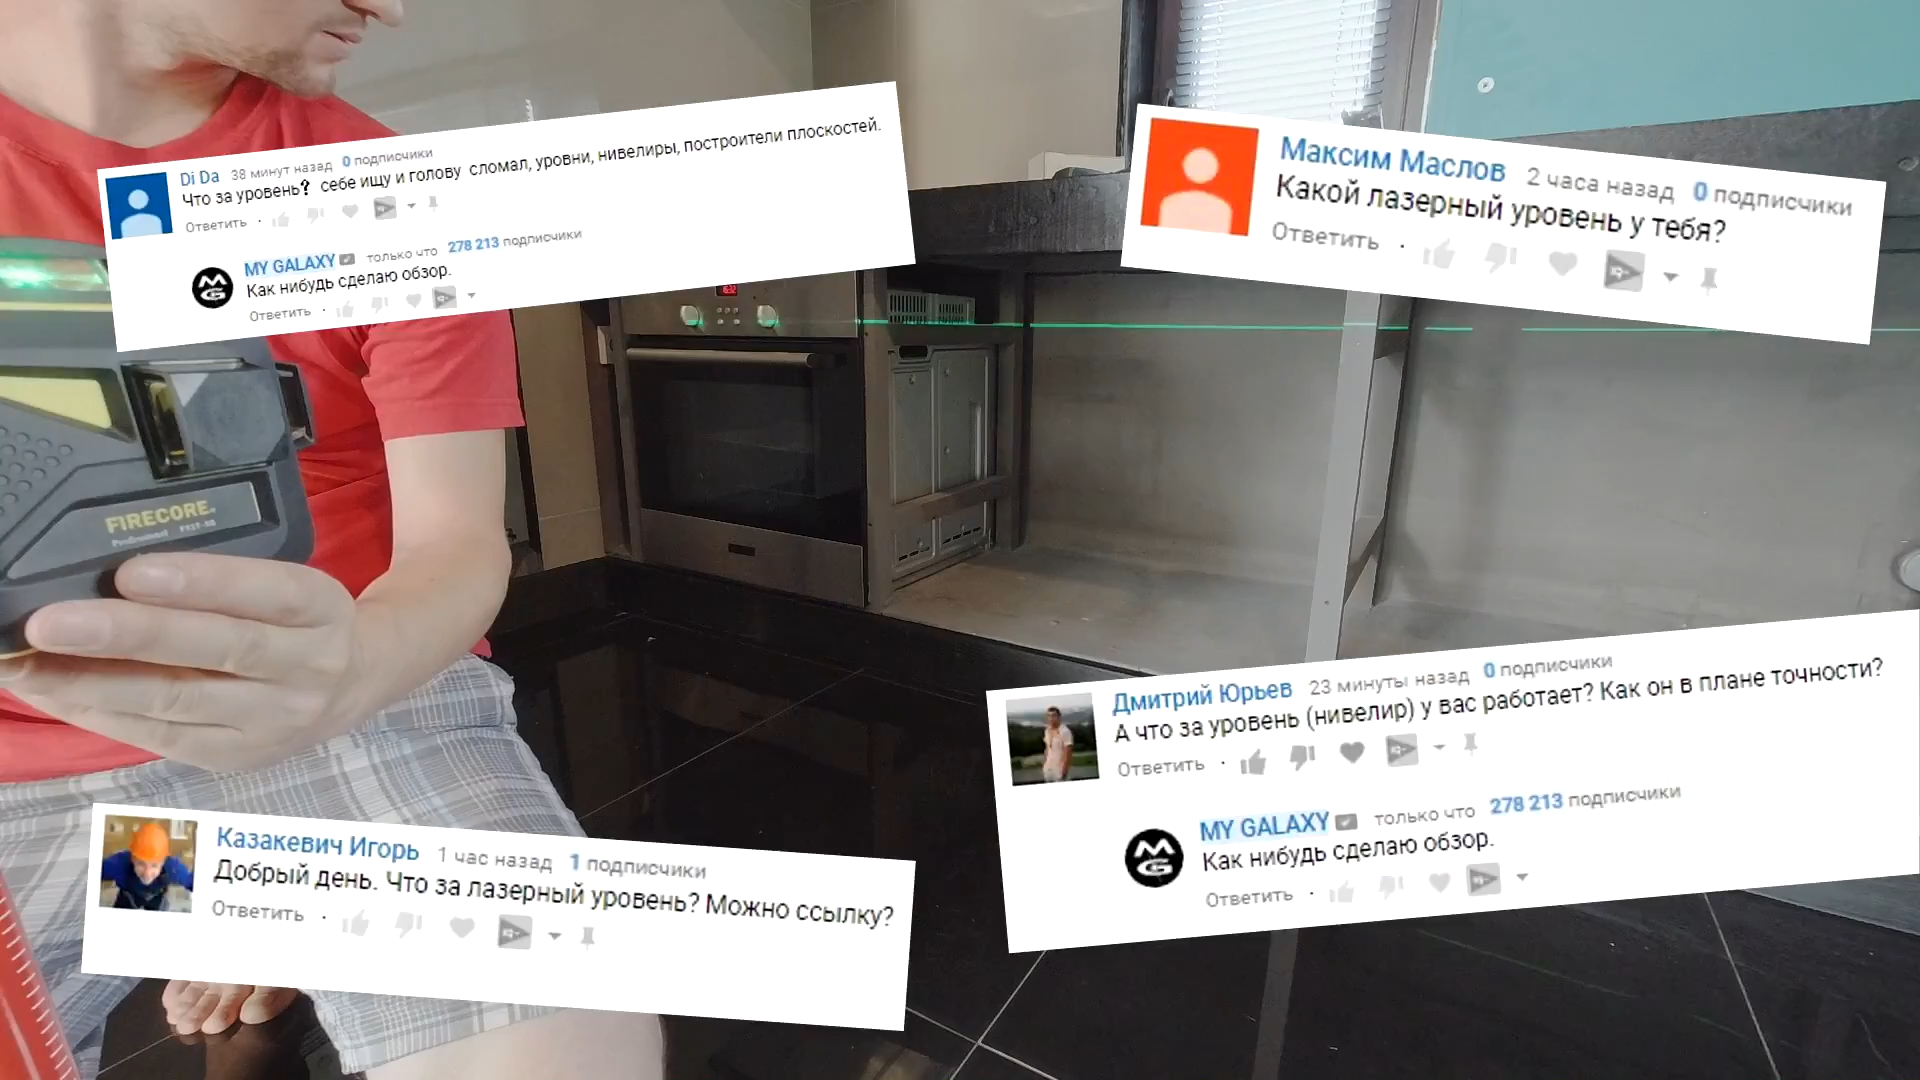 Di Da 38 минут назад 0 подписчики
Что за уровень? себе ищу и голову сломал, уровни, нивелиры, построители плоскостей.
Ответить
MY GALAXY только что 278 213 подписчики
Как нибудь сделаю обзор.
Ответить
Максим Маслов 2 часа назад 0 подписчики
Какой лазерный уровень у тебя?
Ответить
FIRECORE
Professional
Дмитрий Юрьев 23 минуты назад 0 подписчики
А что за уровень (нивелир) у вас работает? Как он в плане точности?
Ответить
MY GALAXY только что 278 213 подписчики
Как нибудь сделаю обзор.
Ответить
Казакевич Игорь 1 час назад 1 подписчики
Добрый день. Что за лазерный уровень? Можно ссылку?
Ответить
MG
MG